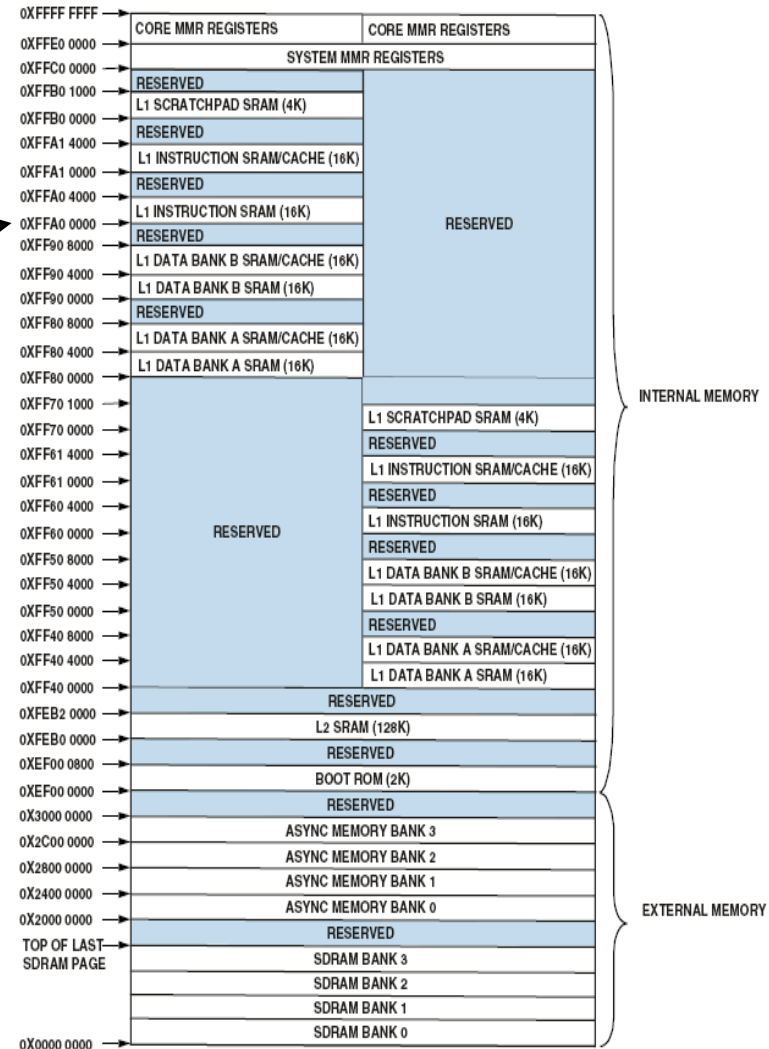 0XFFFF FFFF
CORE MMR REGISTERS CORE MMR REGISTERS
0XFFE0 0000
SYSTEM MMR REGISTERS
0XFFC0 0000
RESERVED
0XFFB0 1000
L1 SCRATCHPAD SRAM (4K)
0XFFB0 0000
RESERVED
0XFFA1 4000
L1 INSTRUCTION SRAM/CACHE (16K)
0XFFA1 0000
RESERVED
0XFFA0 4000
L1 INSTRUCTION SRAM (16K)
RESERVED
0XFFA0 0000
RESERVED
0XFF90 8000
L1 DATA BANK B SRAM/CACHE (16K)
0XFF90 4000
L1 DATA BANK B SRAM (16K)
0XFF90 0000
RESERVED
0XFF80 8000
L1 DATA BANK A SRAM/CACHE (16K)
0XFF80 4000
L1 DATA BANK A SRAM (16K)
0XFF80 0000
INTERNAL MEMORY
0XFF70 1000
L1 SCRATCHPAD SRAM (4K)
0XFF70 0000
RESERVED
0XFF61 4000
L1 INSTRUCTION SRAM/CACHE (16K)
0XFF61 0000
RESERVED
0XFF60 4000
L1 INSTRUCTION SRAM (16K)
RESERVED
0XFF60 0000
RESERVED
0XFF50 8000
L1 DATA BANK B SRAM/CACHE (16K)
0XFF50 4000
L1 DATA BANK B SRAM (16K)
0XFF50 0000
RESERVED
0XFF40 8000
L1 DATA BANK A SRAM/CACHE (16K)
0XFF40 4000
L1 DATA BANK A SRAM (16K)
0XFF40 0000
RESERVED
0XFEB2 0000
L2 SRAM (128K)
0XFEB0 0000
RESERVED
0XEF00 0800
BOOT ROM (2K)
0XEF00 0000
RESERVED
0X3000 0000
ASYNC MEMORY BANK 3
0X2C00 0000
ASYNC MEMORY BANK 2
0X2800 0000
ASYNC MEMORY BANK 1
0X2400 0000
ASYNC MEMORY BANK 0
EXTERNAL MEMORY
0X2000 0000
RESERVED
TOP OF LAST
SDRAM PAGE
SDRAM BANK 3
SDRAM BANK 2
SDRAM BANK 1
SDRAM BANK 0
0X0000 0000